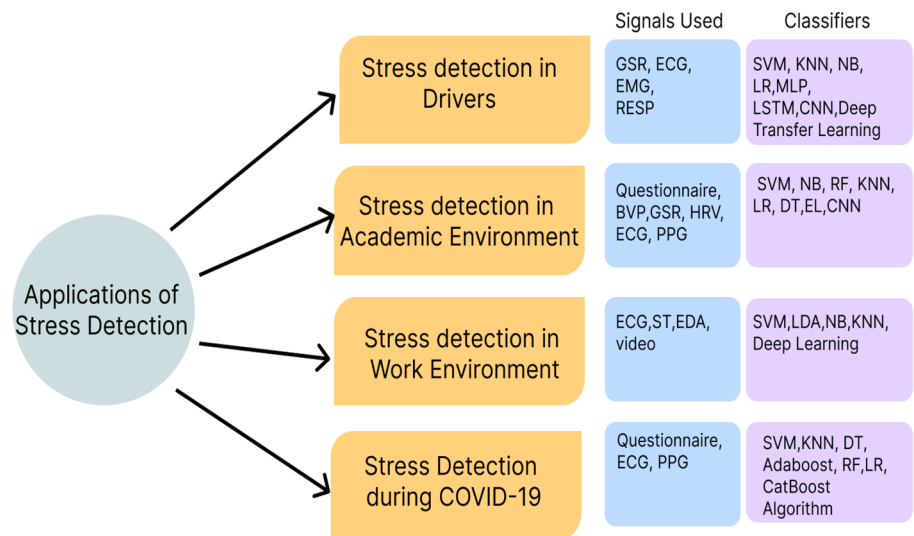 Signals Used
Classifiers
Applications of
Stress Detection
Stress detection in
Drivers
GSR, ECG,
EMG,
RESP
SVM, KNN, NB,
LR,MLP,
LSTM,CNN,Deep
Transfer Learning
Stress detection in
Academic Environment
Questionnaire,
BVP,GSR, HRV,
ECG, PPG
SVM, NB, RF, KNN,
LR, DT,EL,CNN
Stress detection in
Work Environment
ECG,ST,EDA,
video
SVM,LDA,NB,KNN,
Deep Learning
Stress Detection
during COVID-19
Questionnaire,
ECG, PPG
SVM,KNN, DT,
Adaboost, RF,LR,
CatBoost
Algorithm